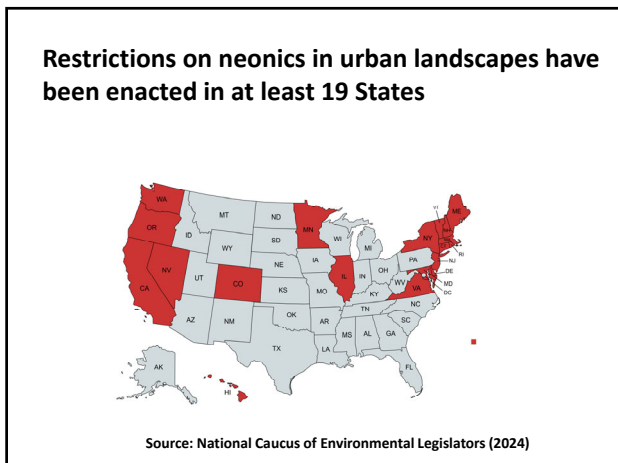 Restrictions on neonics in urban landscapes have
been enacted in at least 19 States
WA
MT
ND
MN
ME
OR
ID
SD
WI
MI
NY
WY
RI
NV
NE
IA
PA
NJ
CA
UT
CO
IL
IN
OH
DE
KS
MO
WV
VA
MD
KY
DC
AZ
NM
OK
AR
TN
NC
SC
MS
AL
GA
TX
LA
AK
HI
FL
Source: National Caucus of Environmental Legislators (2024)